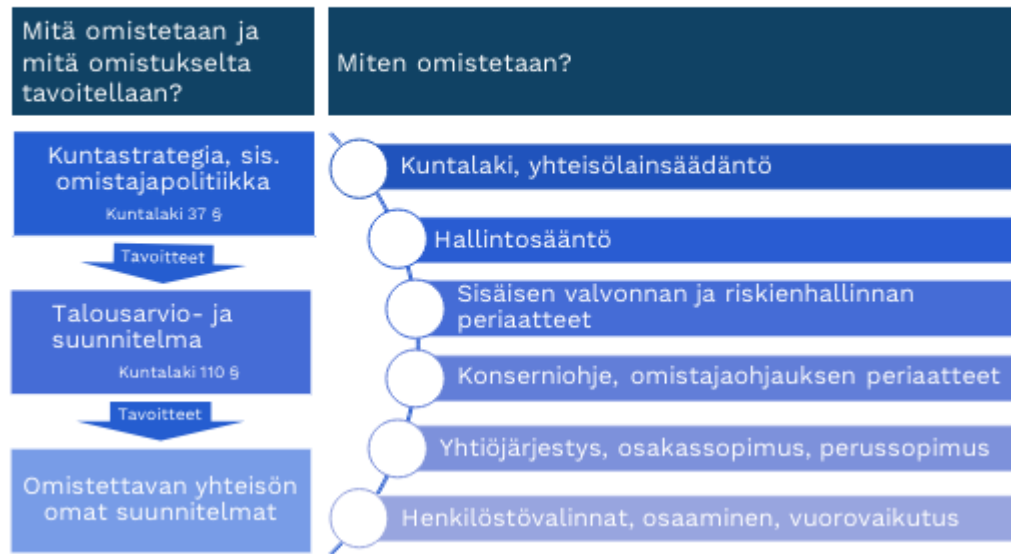 Mitä omistetaan ja
mitä omistukselta
tavoitellaan?
Kuntastrategia, sis.
omistajapolitiikka
Kuntalaki 37 §
Tavoitteet
Talousarvio- ja
suunnitelma
Kuntalaki 110 §
Tavoitteet
Omistettavan yhteisön
omat suunnitelmat
Miten omistetaan?
Kuntalaki, yhteisölainsäädäntö
Hallintosääntö
Sisäisen valvonnan ja riskienhallinnan
periaatteet
Konserniohje, omistajaohjauksen periaatteet
Yhtiöjärjestys, osakassopimus, perussopimus
Henkilöstövalinnat, osaaminen, vuorovaikutus